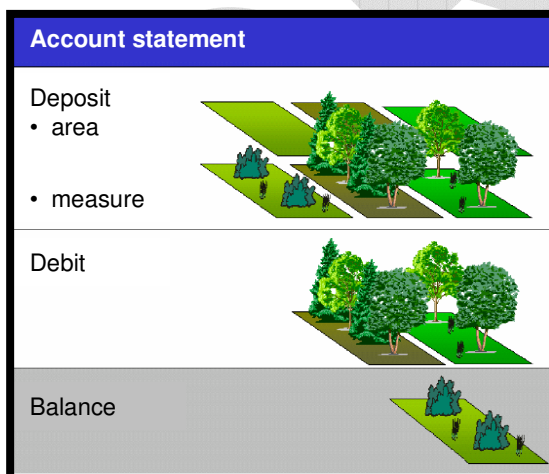 Account statement
Deposit
• area
• measure
Debit
Balance